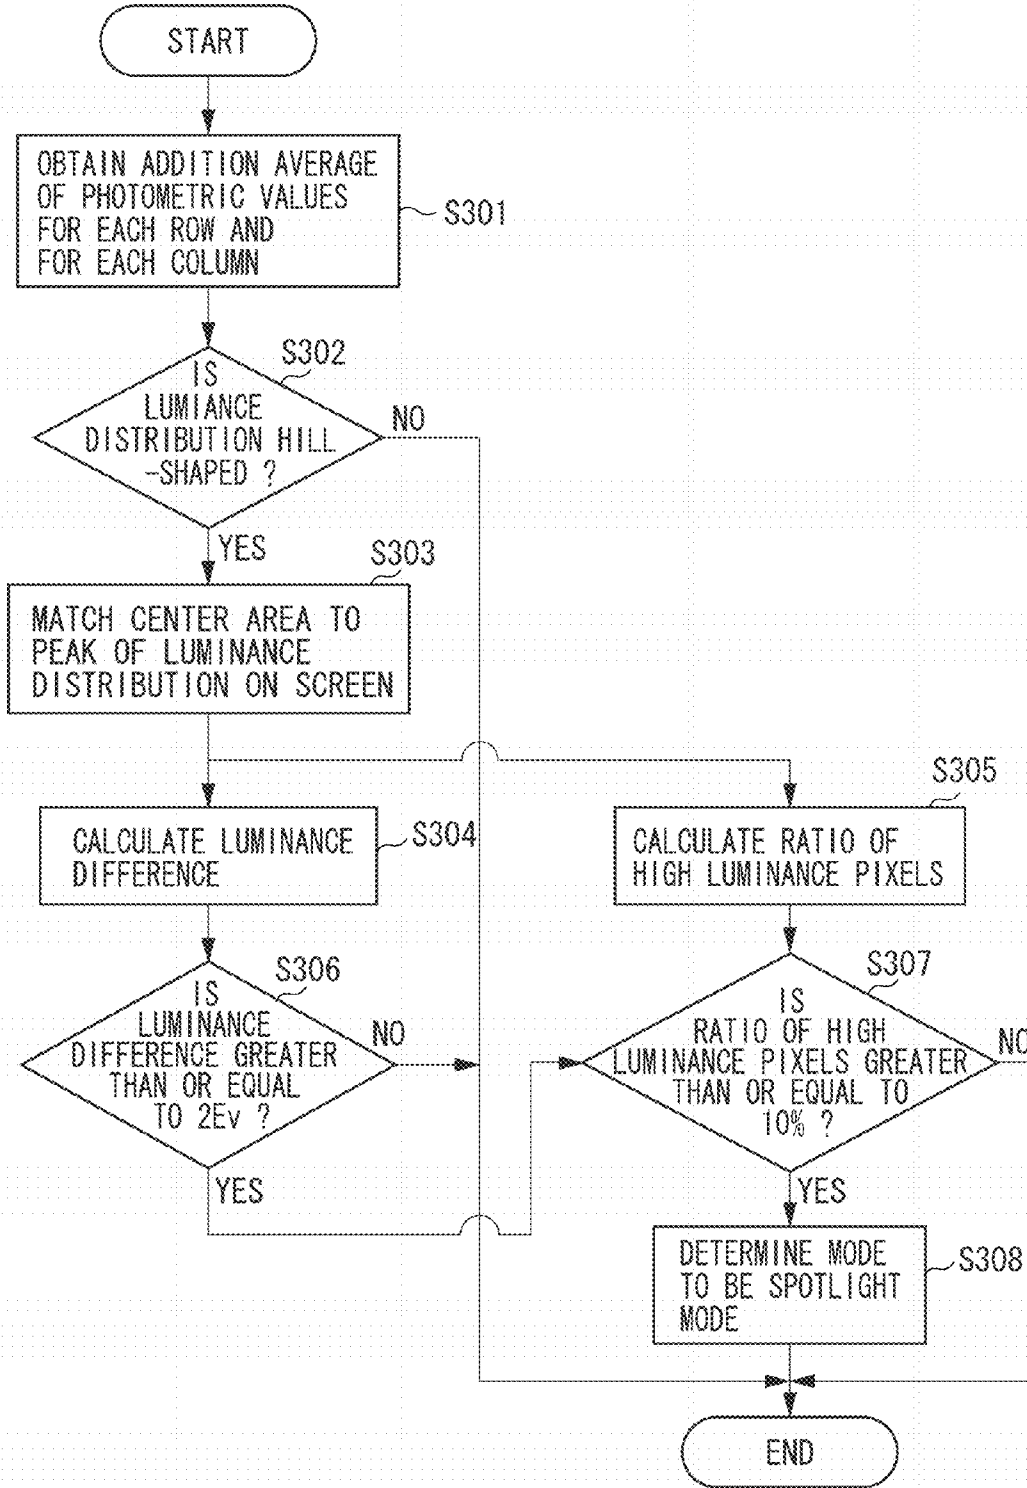 START
OBTAIN ADDITION AVERAGE
OF PHOTOMETRIC VALUES
FOR EACH ROW AND
FOR EACH COLUMN
S301
S302
IS
LUMIANCE
DISTRIBUTION HILL
-SHAPED ?
NO
YES
S303
MATCH CENTER AREA TO
PEAK OF LUMINANCE
DISTRIBUTION ON SCREEN
CALCULATE LUMINANCE
DIFFERENCE
S304
S305
CALCULATE RATIO OF
HIGH LUMINANCE PIXELS
S306
IS
LUMINANCE
DIFFERENCE GREATER
THAN OR EQUAL
TO 2Ev ?
NO
YES
S307
IS
RATIO OF HIGH
LUMINANCE PIXELS GREATER
THAN OR EQUAL TO
10% ?
NO
YES
DETERMINE MODE
TO BE SPOTLIGHT
MODE
S308
END